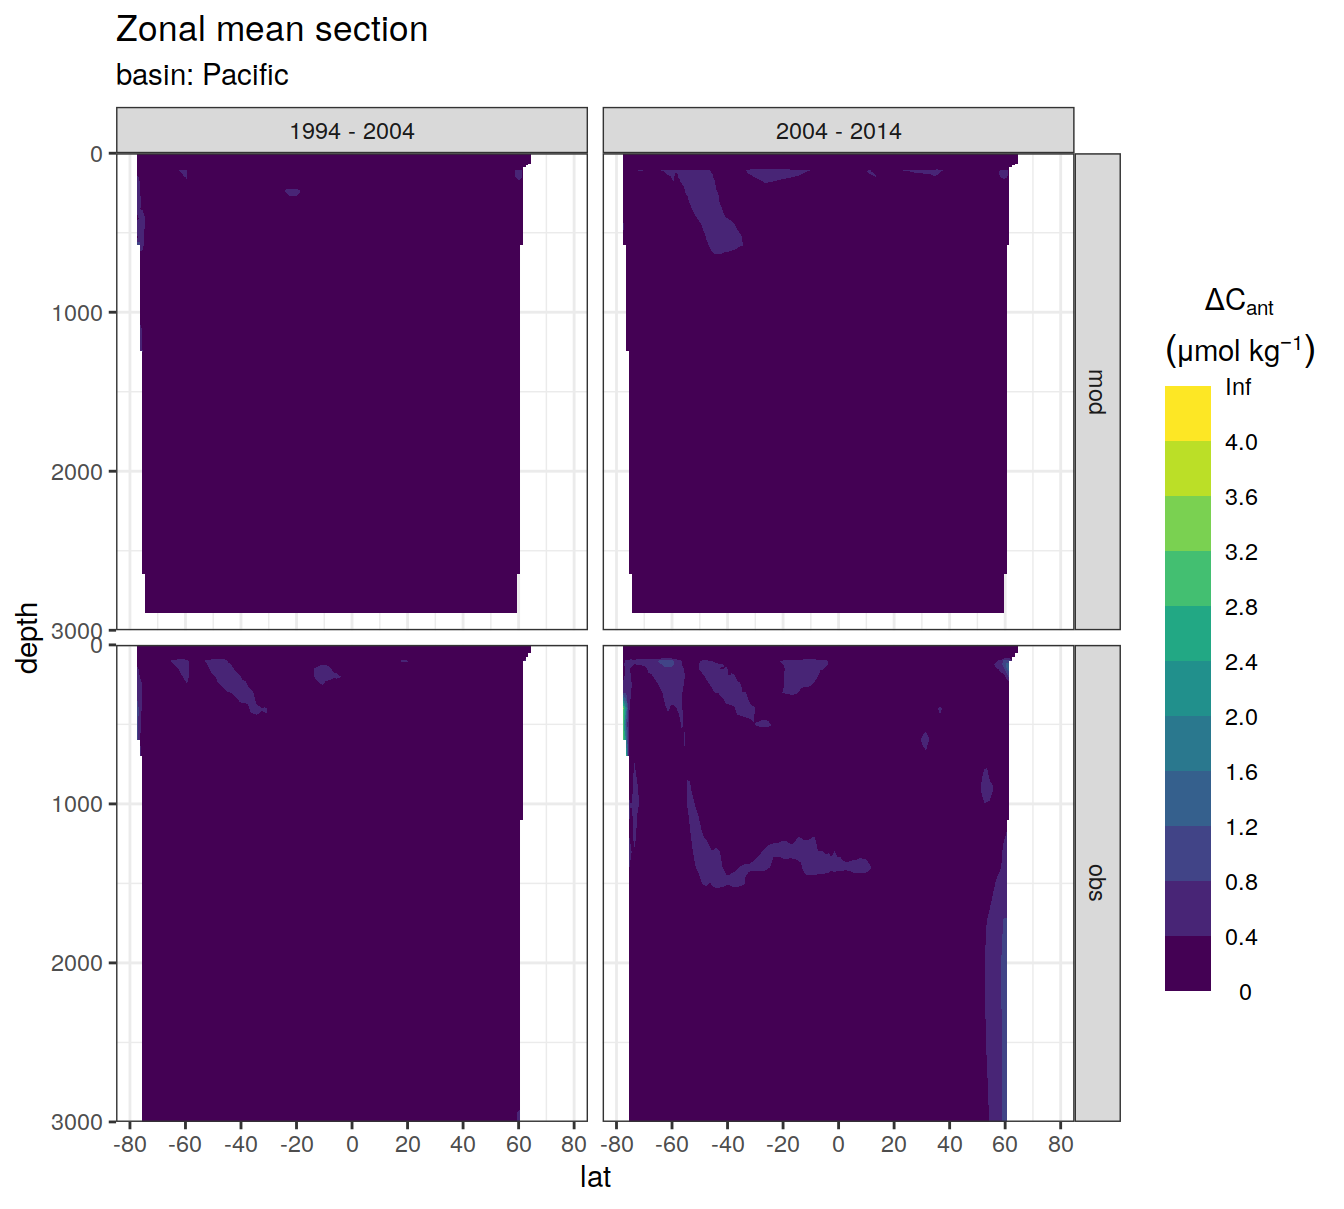 Zonal mean section
basin: Pacific
1994 - 2004
2004 - 2014
0
1000
2000
3000
mod
0
1000
2000
3000
obs
depth
-80 -60 -40 -20 0 20 40 60 80
-80 -60 -40 -20 0 20 40 60 80
lat
ΔCant
(µmol kg⁻¹)
Inf
4.0
3.6
3.2
2.8
2.4
2.0
1.6
1.2
0.8
0.4
0